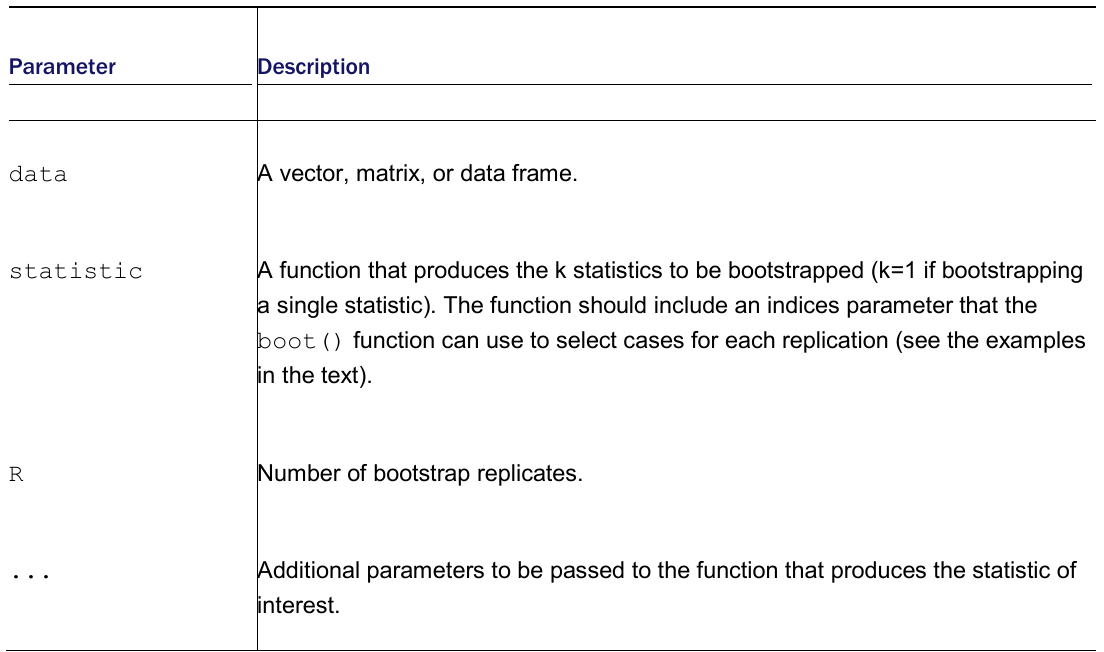 Parameter Description
data A vector, matrix, or data frame.
statistic A function that produces the k statistics to be bootstrapped (k=1 if bootstrapping
a single statistic). The function should include an indices parameter that the
boot() function can use to select cases for each replication (see the examples
in the text).
R Number of bootstrap replicates.
... Additional parameters to be passed to the function that produces the statistic of
interest.